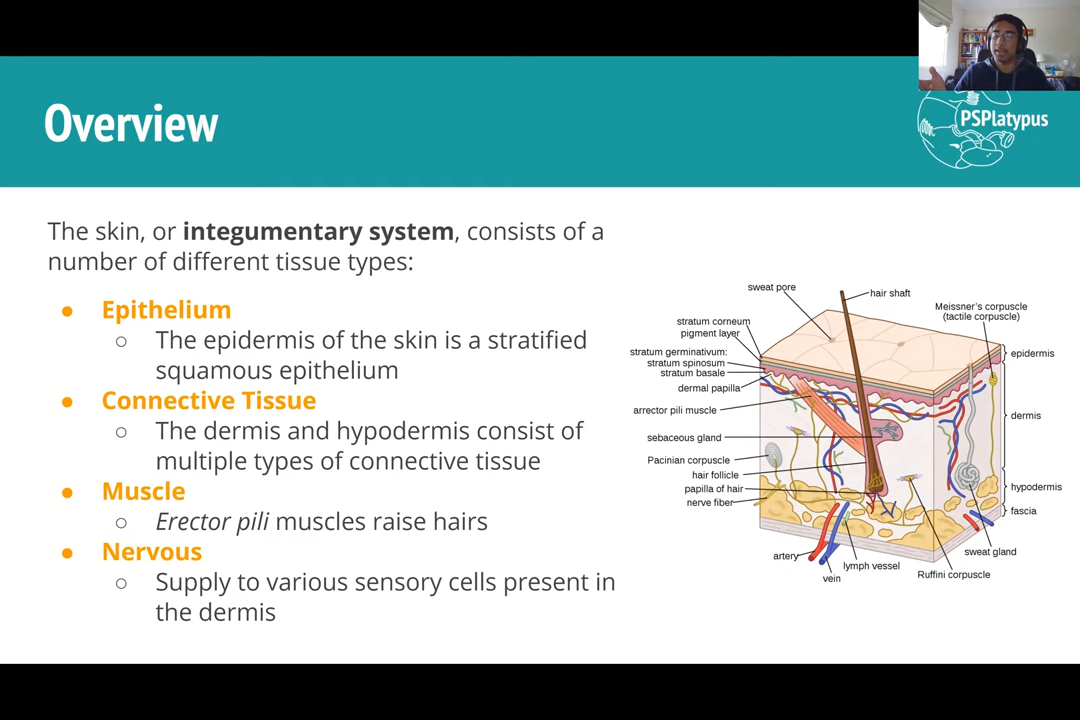 Overview
PSPlatypus
The skin, or integumentary system, consists of a
number of different tissue types:
● Epithelium
○ The epidermis of the skin is a stratified
squamous epithelium
● Connective Tissue
○ The dermis and hypodermis consist of
multiple types of connective tissue
● Muscle
○ Erector pili muscles raise hairs
● Nervous
○ Supply to various sensory cells present in
the dermis
sweat pore
hair shaft
Meissner's corpuscle
(tactile corpuscle)
stratum corneum
pigment layer
stratum germinativum:
stratum spinosum
stratum basale
dermal papilla
arrector pili muscle
sebaceous gland
Pacinian corpuscle
hair follicle
papilla of hair
nerve fiber
epidermis
dermis
hypodermis
fascia
artery
vein
lymph vessel
sweat gland
Ruffini corpuscle